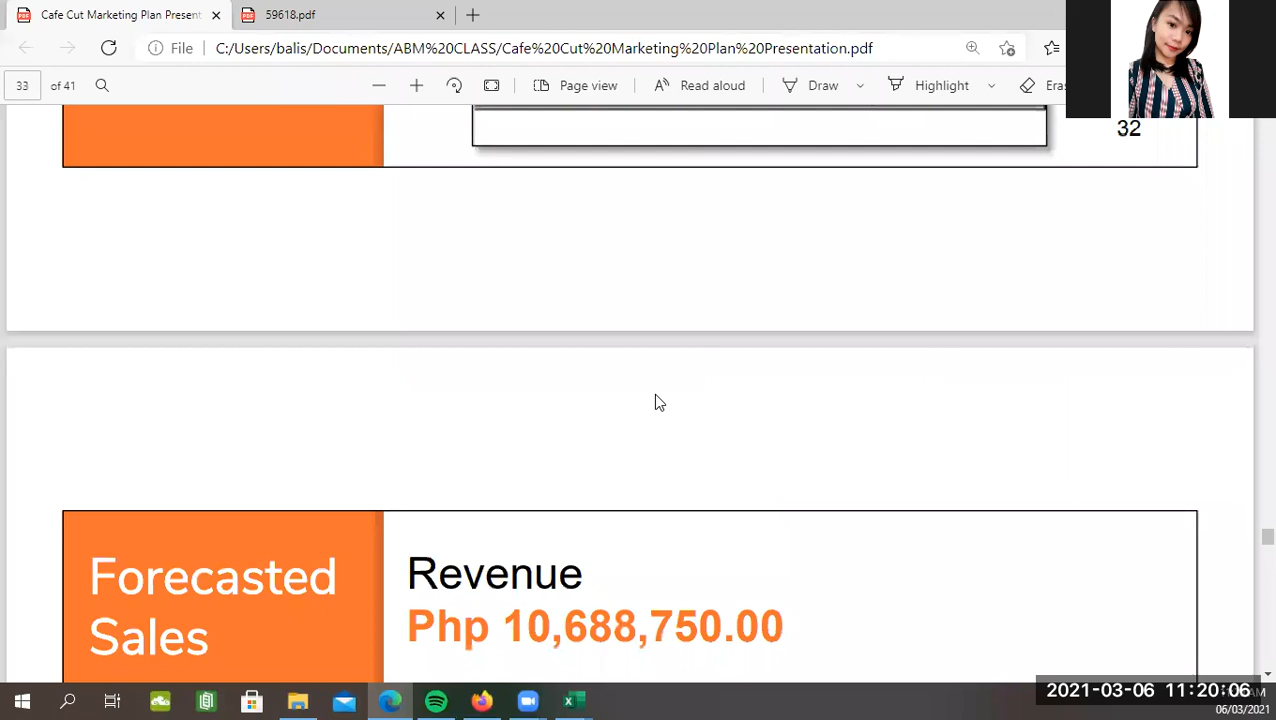 Cafe Cut Marketing Plan Present
59618.pdf
File
C:/Users/balis/Documents/ABM%20CLASS/Cafe%20Cut%20Marketing%20Plan%20Presentation.pdf
33 of 41
Page view
Read aloud
Draw
Highlight
Era
32
Forecasted
Sales
Revenue
Php 10,688,750.00
2021-03-06 11:20:06
06/03/2021